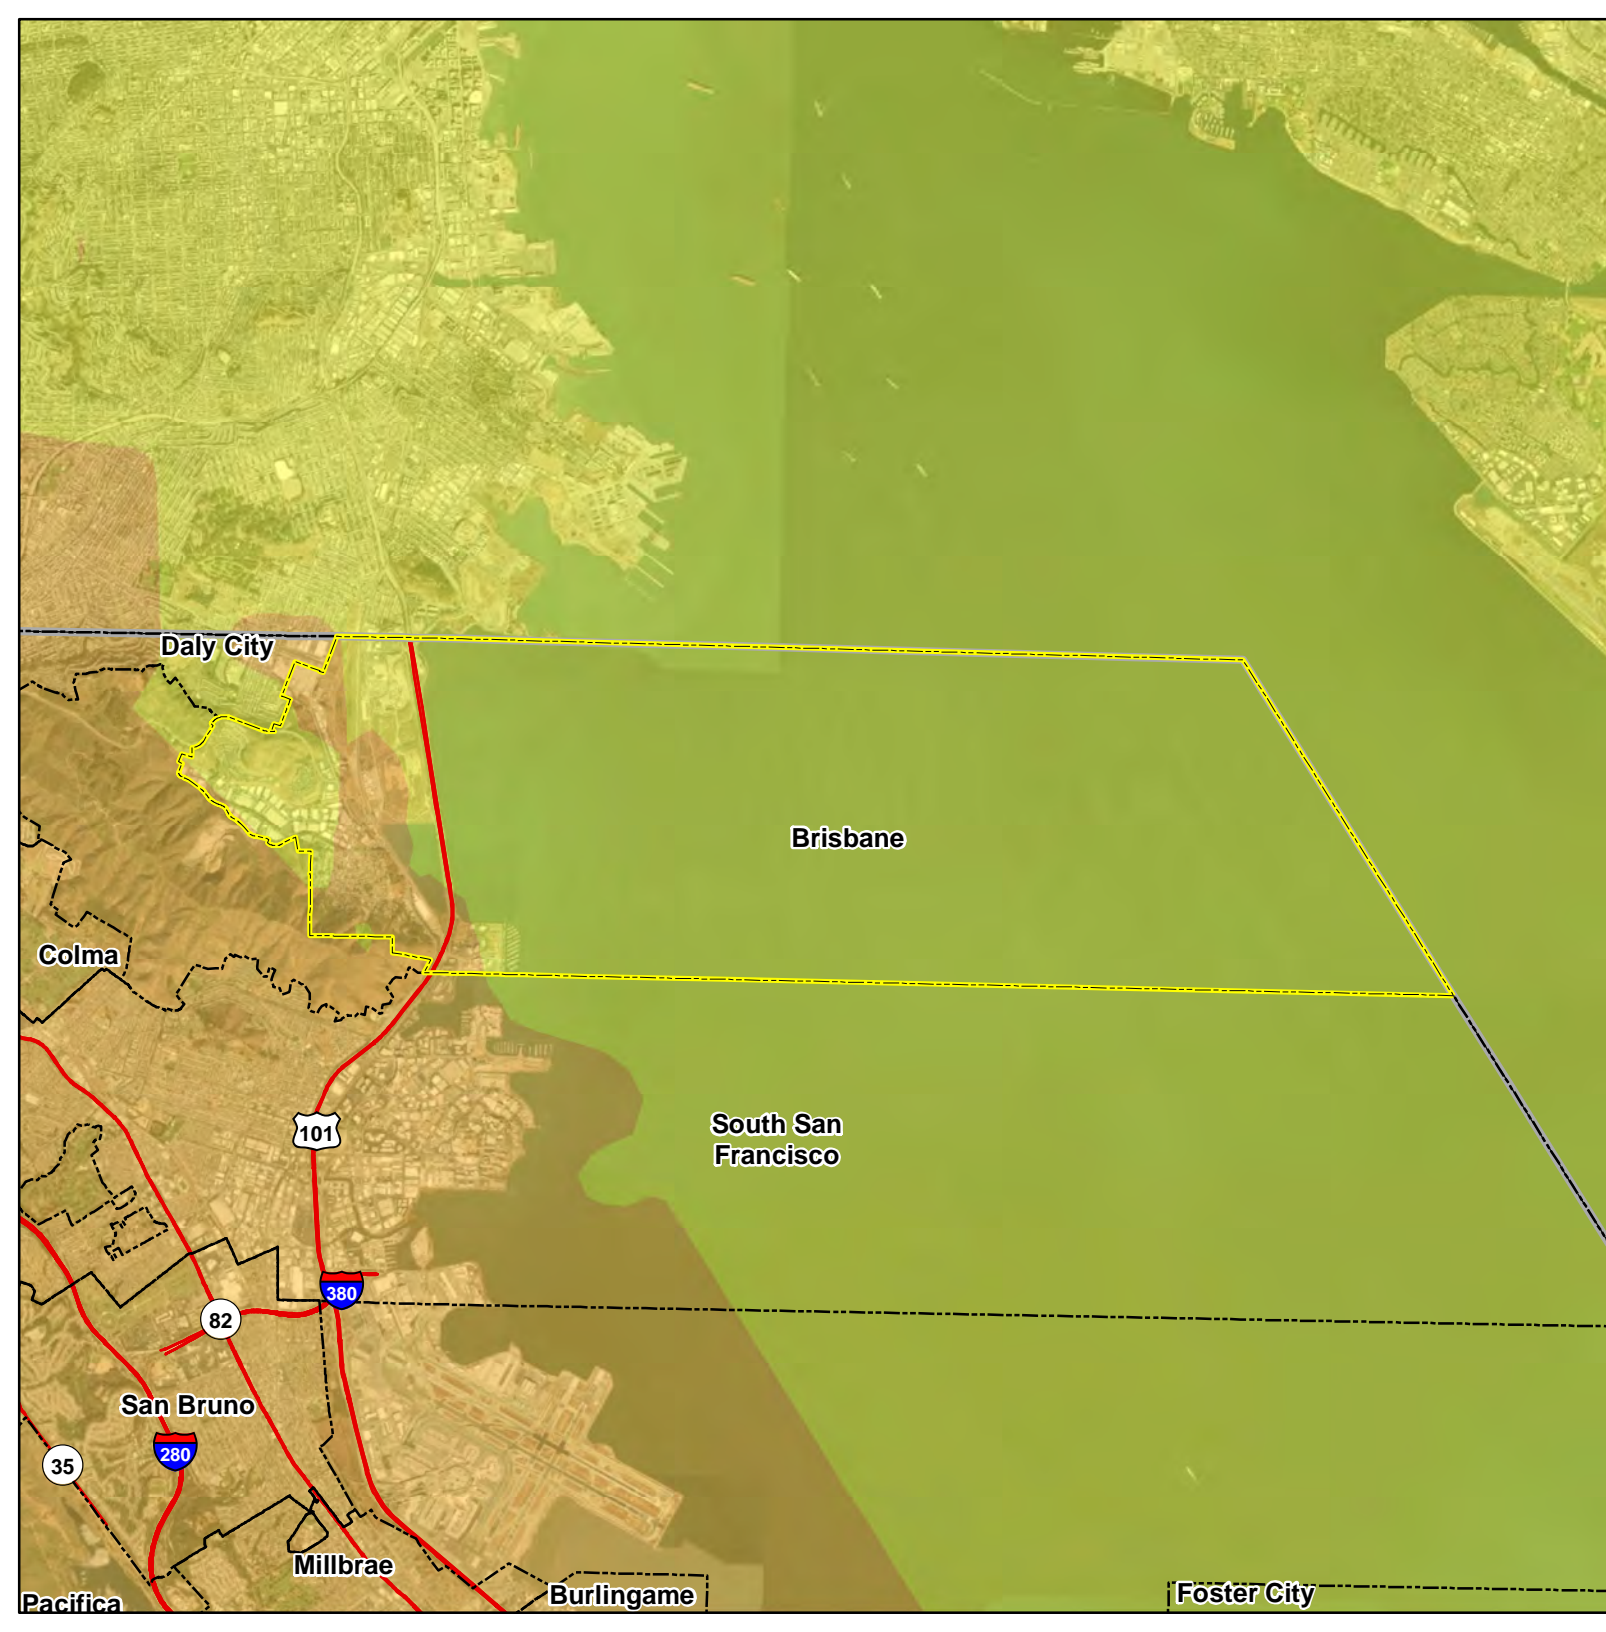 Daly City
Brisbane
Colma
South San
Francisco
101
380
82
San Bruno
280
35
Millbrae
Burlingame
Foster City
Pacifica